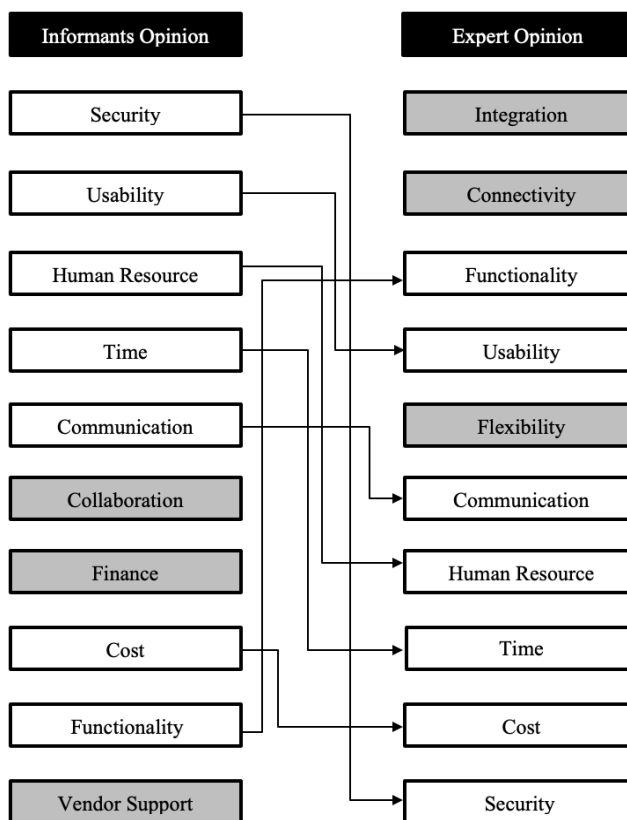 Informants Opinion
Security
Usability
Human Resource
Time
Communication
Collaboration
Finance
Cost
Functionality
Vendor Support
Expert Opinion
Integration
Connectivity
Functionality
Usability
Flexibility
Communication
Human Resource
Time
Cost
Security